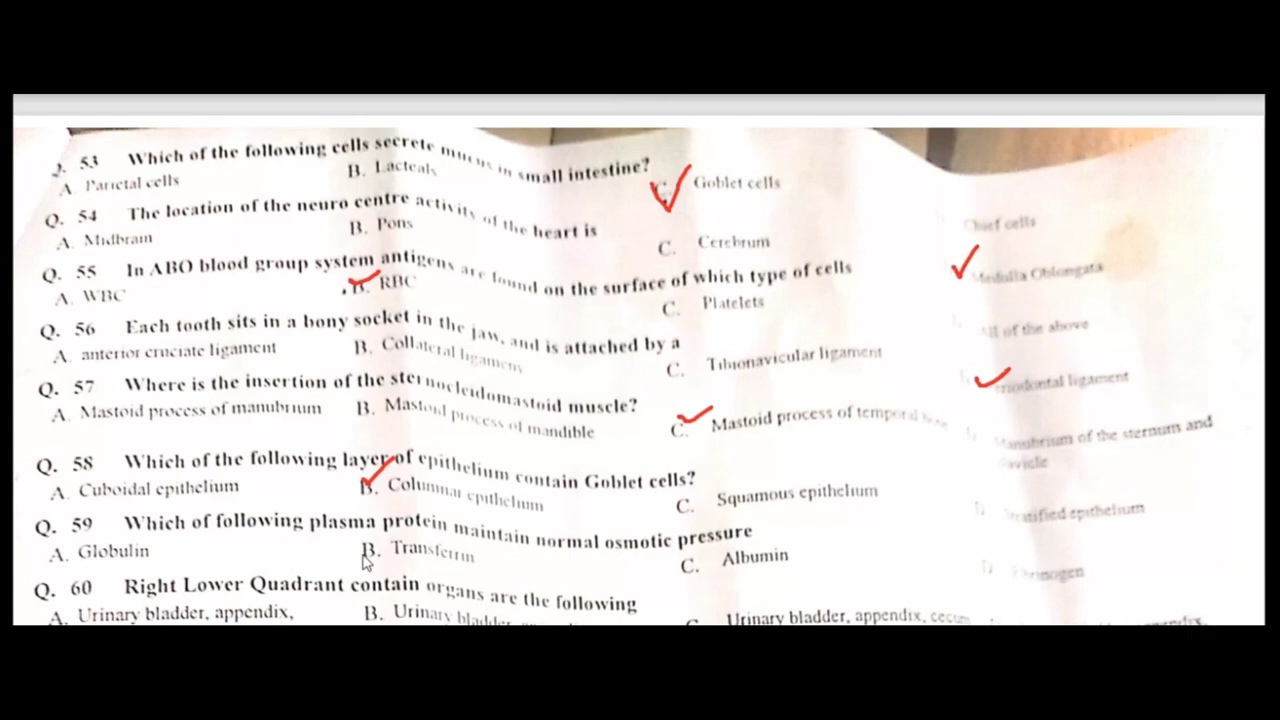 Q. 53 Which of the following cells secrete mucus in small intestine?
A. Parietal cells B. Lacteals C. Goblet cells Chief cells
Q. 54 The location of the neuro centre activity of the heart is
A. Midbrain B. Pons C. Cerebrum Medulla Oblongata
Q. 55 In ABO blood group system antigens are found on the surface of which type of cells
A. WBC B. RBC C. Platelets All of the above
Q. 56 Each tooth sits in a bony socket in the jaw, and is attached by a
A. anterior cruciate ligament B. Collateral ligament C. Tibionavicular ligament Periodontal ligament
Q. 57 Where is the insertion of the sternocleidomastoid muscle?
A. Mastoid process of manubrium B. Mastoid process of mandible C. Mastoid process of temporal bone Manubrium of the sternum and
clavicle
Q. 58 Which of the following layer of epithelium contain Goblet cells?
A. Cuboidal epithelium B. Columnar epithelium C. Squamous epithelium D. Stratified epithelium
Q. 59 Which of following plasma protein maintain normal osmotic pressure
A. Globulin B. Transferrin C. Albumin D. Fibrinogen
Q. 60 Right Lower Quadrant contain organs are the following
A. Urinary bladder, appendix, B. Urinary bladder, C. Urinary bladder, appendix, cecum